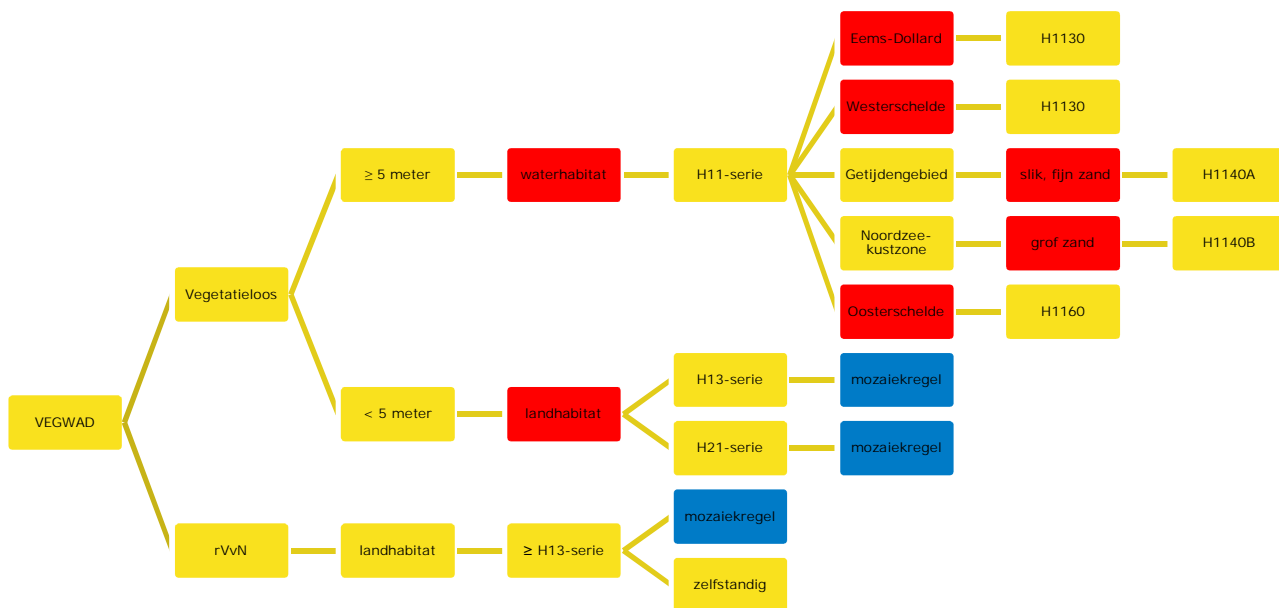 Eems-Dollard
H1130
Westerschelde
H1130
≥ 5 meter
waterhabitat
H11-serie
Getijdengebied
slik, fijn zand
H1140A
Noordzee-
kustzone
grof zand
H1140B
Vegetatieloos
Oosterschelde
H1160
H13-serie
mozaiekregel
< 5 meter
landhabitat
VEGWAD
H21-serie
mozaiekregel
mozaiekregel
rVvN
landhabitat
≥ H13-serie
zelfstandig